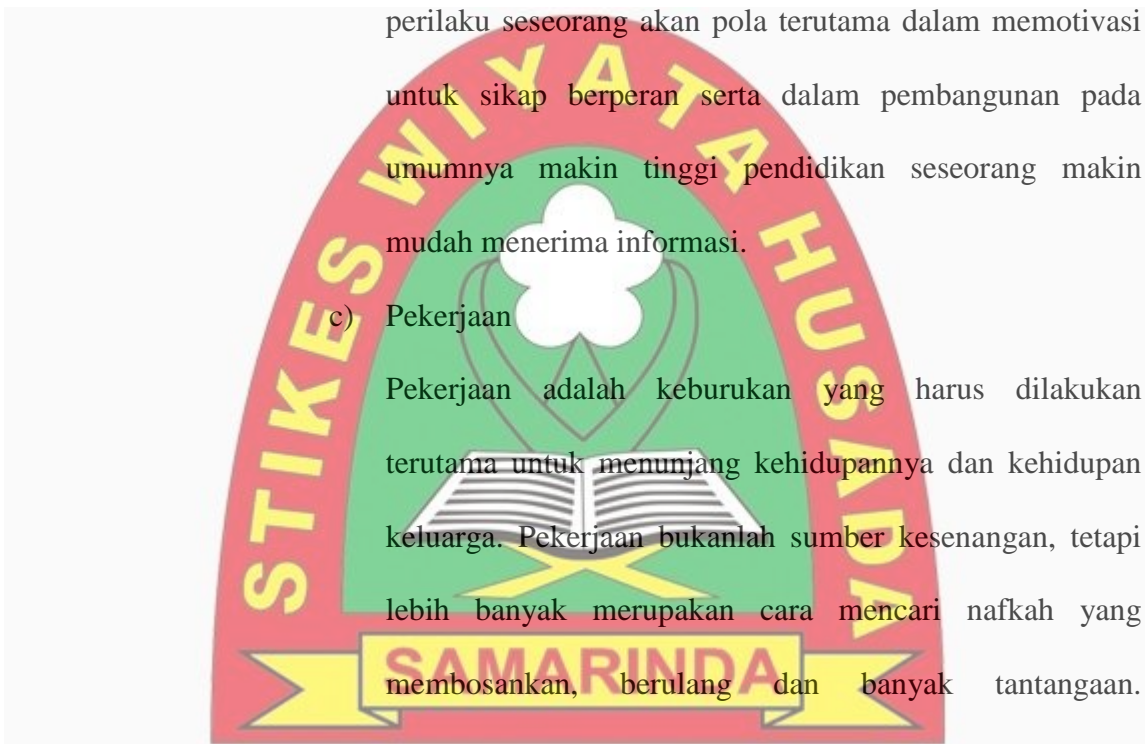 perilaku seseorang akan pola terutama dalam memotivasi
untuk sikap berperan serta dalam pembangunan pada
umumnya makin tinggi pendidikan seseorang makin
mudah menerima informasi.
c) Pekerjaan
Pekerjaan adalah keburukan yang harus dilakukan
terutama untuk menunjang kehidupannya dan kehidupan
keluarga. Pekerjaan bukanlah sumber kesenangan, tetapi
lebih banyak merupakan cara mencari nafkah yang
membosankan, berulang dan banyak tantangaan.
STIKES WIYATA HUSADA
SAMARINDA